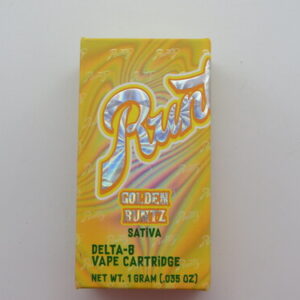 Runt
GOLDEN
RUNTZ
SATIVA
DELTA-8
VAPE CARTRIDGE
NET WT. 1 GRAM (.035 OZ)